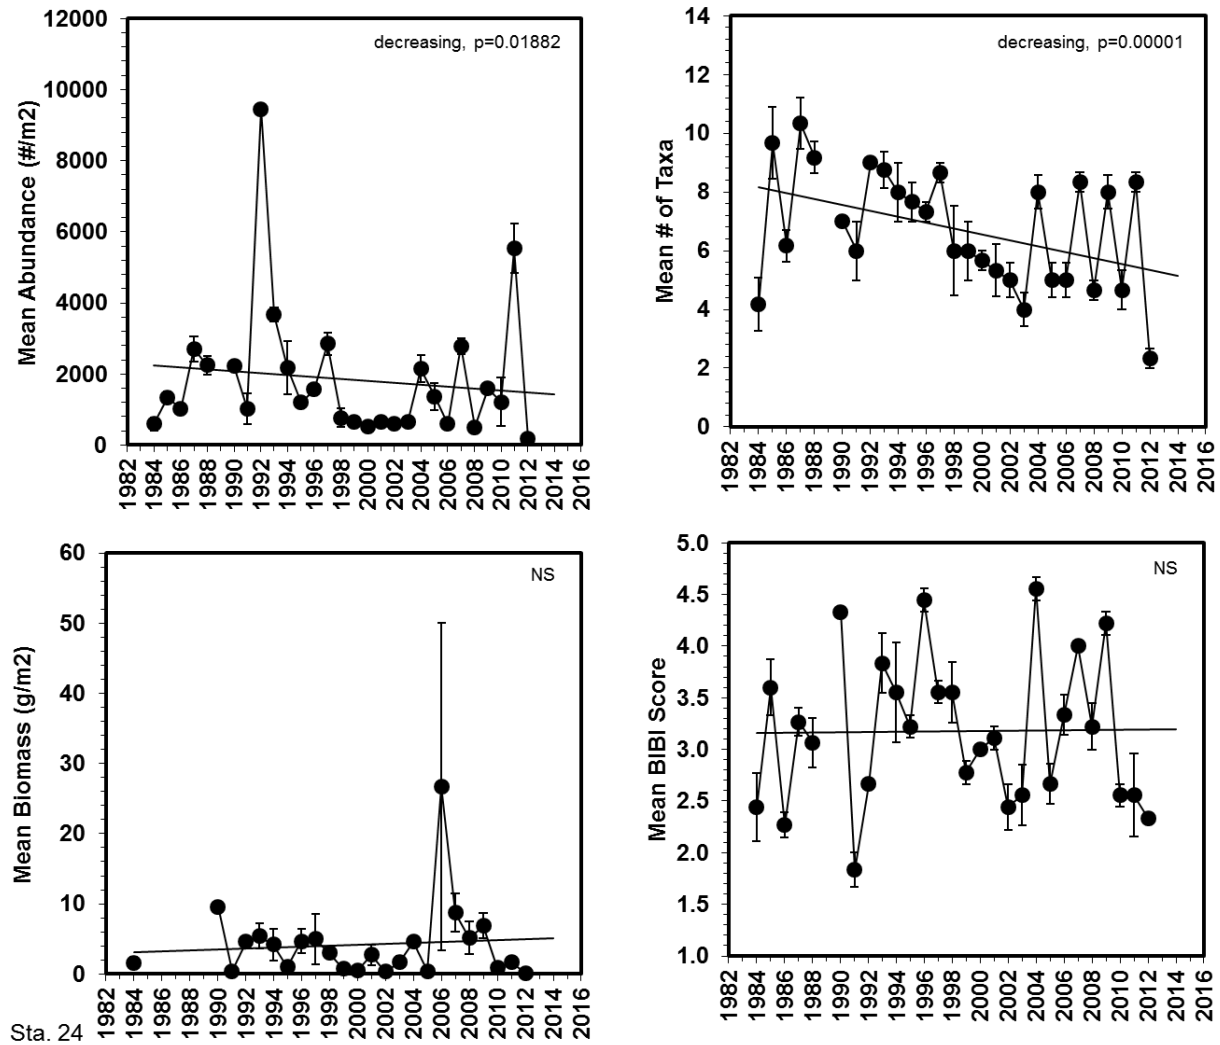 12000
10000
8000
6000
4000
2000
0
Mean Abundance (#/m2)
decreasing, p=0.01882
1982 1984 1986 1988 1990 1992 1994 1996 1998 2000 2002 2004 2006 2008 2010 2012 2014 2016
14
12
10
8
6
4
2
0
Mean # of Taxa
decreasing, p=0.00001
1982 1984 1986 1988 1990 1992 1994 1996 1998 2000 2002 2004 2006 2008 2010 2012 2014 2016
60
50
40
30
20
10
0
Mean Biomass (g/m2)
NS
1982 1984 1986 1988 1990 1992 1994 1996 1998 2000 2002 2004 2006 2008 2010 2012 2014 2016
5.0
4.5
4.0
3.5
3.0
2.5
2.0
1.5
1.0
Mean BIBI Score
NS
1982 1984 1986 1988 1990 1992 1994 1996 1998 2000 2002 2004 2006 2008 2010 2012 2014 2016
Sta. 24